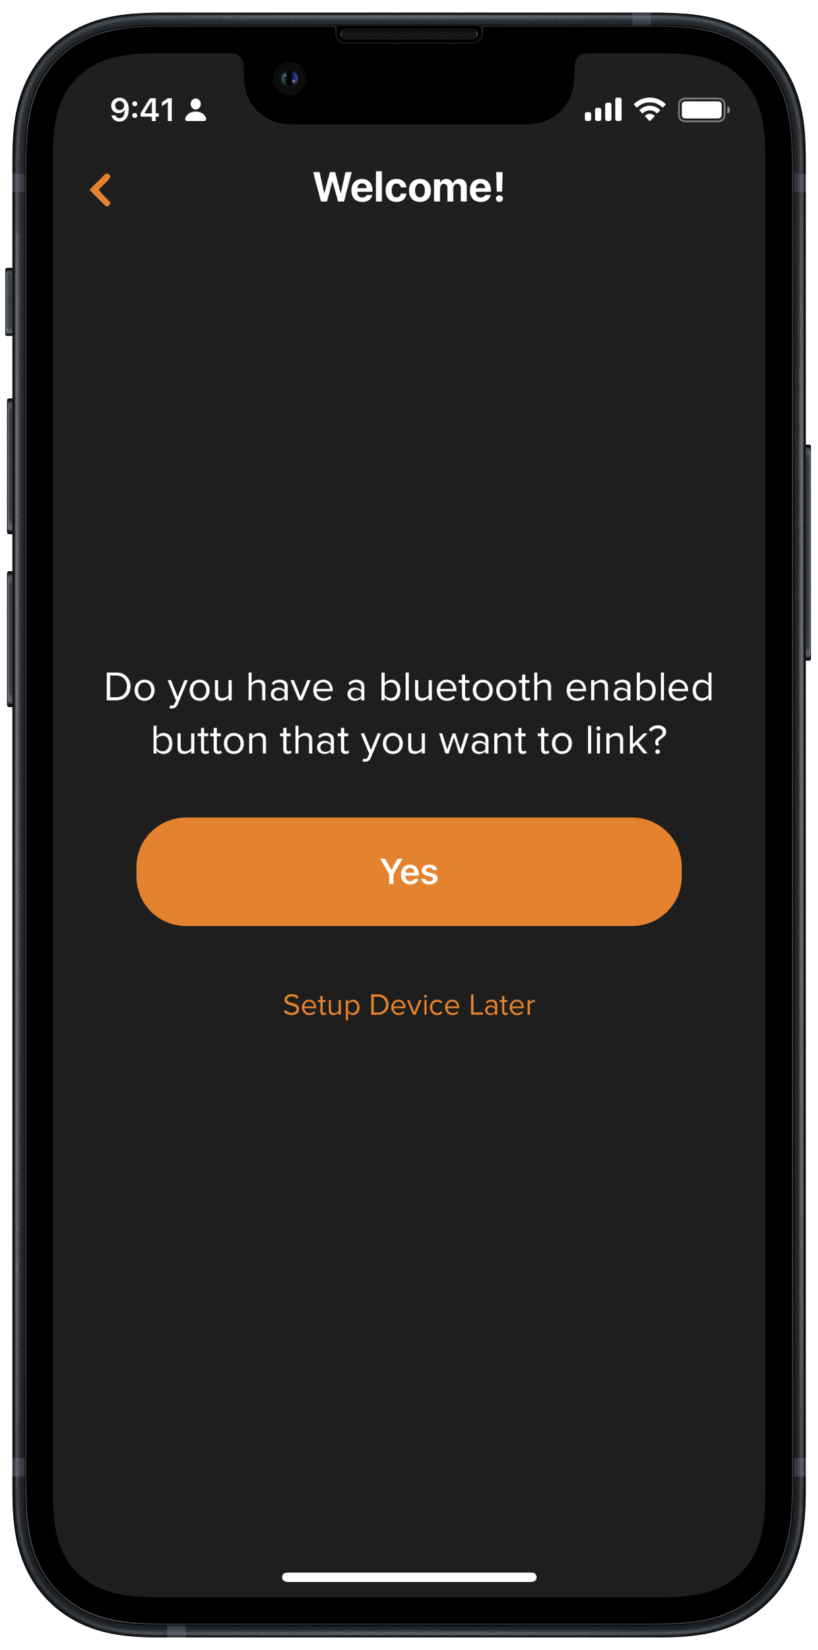 9:41
Welcome!
Do you have a bluetooth enabled
button that you want to link?
Yes
Setup Device Later